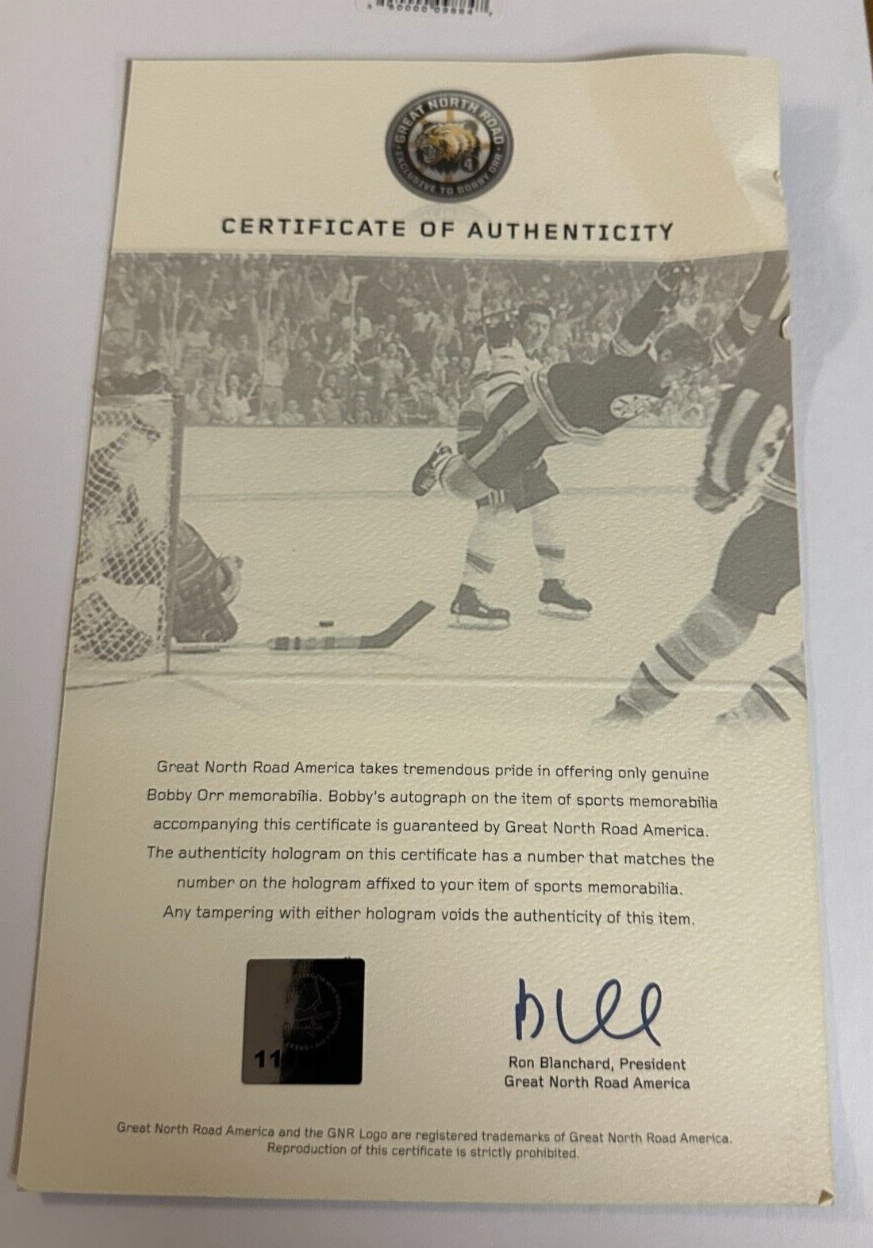 GREAT NORTH ROAD
EXCLUSIVE TO BOBBY ORR
4
CERTIFICATE OF AUTHENTICITY
Great North Road America takes tremendous pride in offering only genuine
Bobby Orr memorabilia. Bobby's autograph on the item of sports memorabilia
accompanying this certificate is guaranteed by Great North Road America.
The authenticity hologram on this certificate has a number that matches the
number on the hologram affixed to your item of sports memorabilia.
Any tampering with either hologram voids the authenticity of this item.
11
Ron Blanchard, President
Great North Road America
Great North Road America and the GNR Logo are registered trademarks of Great North Road America.
Reproduction of this certificate is strictly prohibited.